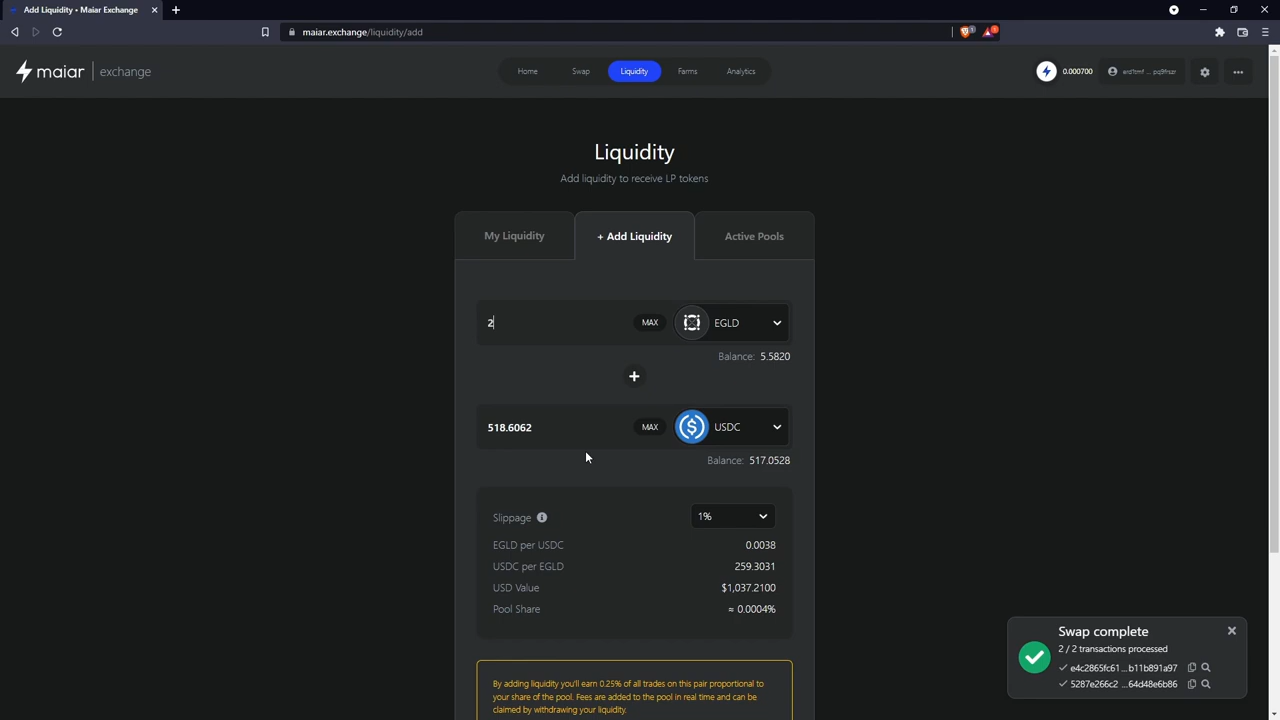 Add Liquidity • Maiar Exchange
maiar.exchange/liquidity/add
maiar exchange
Home Swap Liquidity Farms Analytics
0.000700
Liquidity
Add liquidity to receive LP tokens
My Liquidity + Add Liquidity Active Pools
2 MAX EGLD
Balance: 5.5820
518.6062 MAX USDC
Balance: 517.0528
Slippage 1%
EGLD per USDC 0.0038
USDC per EGLD 259.3031
USD Value $1,037.2100
Pool Share ≈ 0.0004%
By adding liquidity you'll earn 0.25% of all trades on this pair proportional to
your share of the pool. Fees are added to the pool in real time and can be
claimed by withdrawing your liquidity.
Swap complete
2 / 2 transactions processed
e4c2865fc61...b11b891a97
5287e266c2 ...64d48e6b86